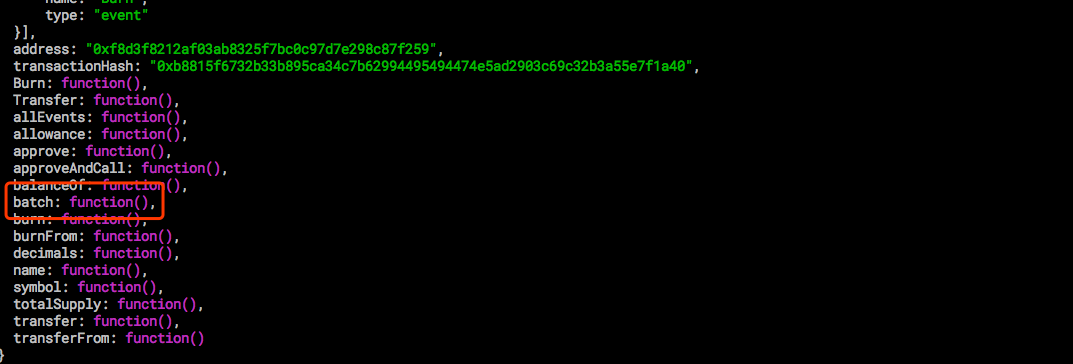 name: "Burn",
type: "event"
}],
address: "0xf8d3f8212af03ab8325f7bc0c97d7e298c87f259",
transactionHash: "0xb8815f6732b33b895ca34c7b62994495494474e5ad2903c69c32b3a55e7f1a40",
Burn: function(),
Transfer: function(),
allEvents: function(),
allowance: function(),
approve: function(),
approveAndCall: function(),
balanceOf: function(),
batch: function(),
burn: function(),
burnFrom: function(),
decimals: function(),
name: function(),
symbol: function(),
totalSupply: function(),
transfer: function(),
transferFrom: function()
}